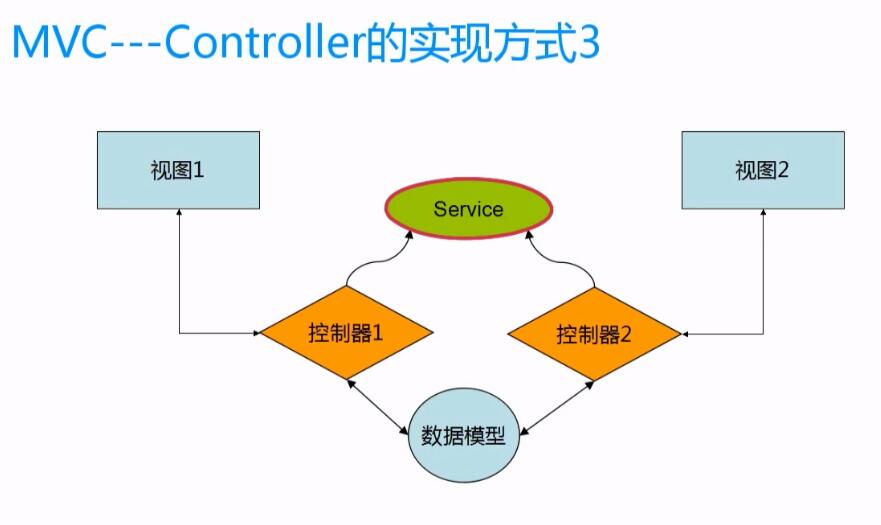 MVC---Controller的实现方式3
视图1
视图2
Service
控制器1
控制器2
数据模型